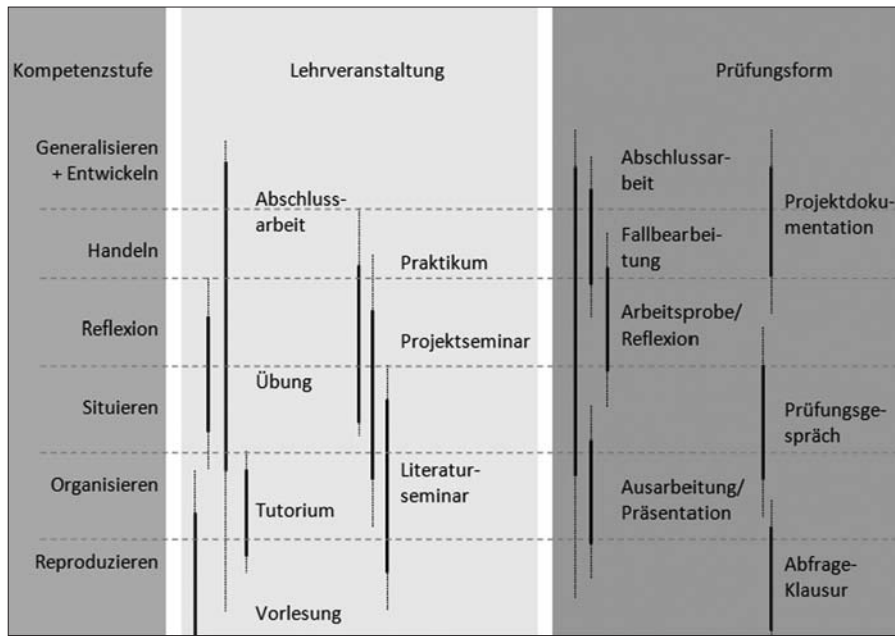 Kompetenzstufe
Lehrveranstaltung
Prüfungsform
Generalisieren
+ Entwickeln
Handeln
Reflexion
Situieren
Organisieren
Reproduzieren
Abschluss-
arbeit
Praktikum
Projektseminar
Übung
Literatur-
seminar
Tutorium
Vorlesung
Abschlussar-
beit
Projektdoku-
mentation
Fallbearbei-
tung
Arbeitsprobe/
Reflexion
Prüfungsge-
spräch
Ausarbeitung/
Präsentation
Abfrage-
Klausur